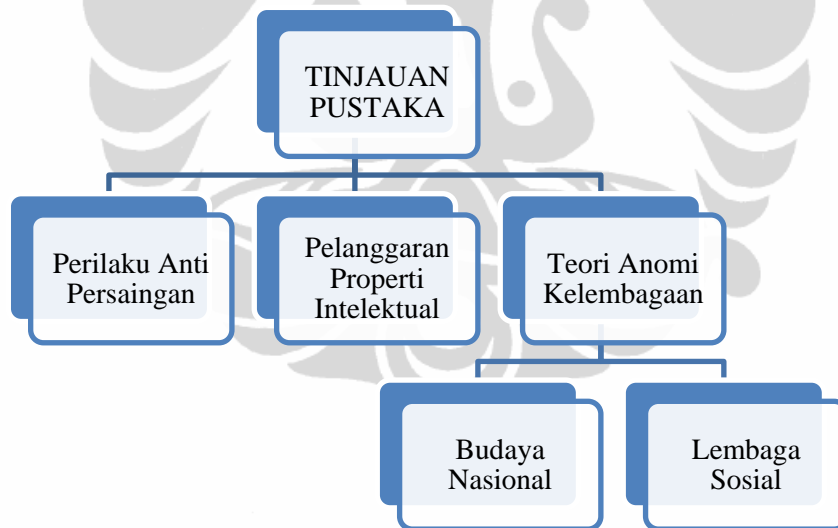 TINJAUAN
PUSTAKA
Perilaku Anti
Persaingan
Pelanggaran
Properti
Intelektual
Teori Anomi
Kelembagaan
Budaya
Nasional
Lembaga
Sosial